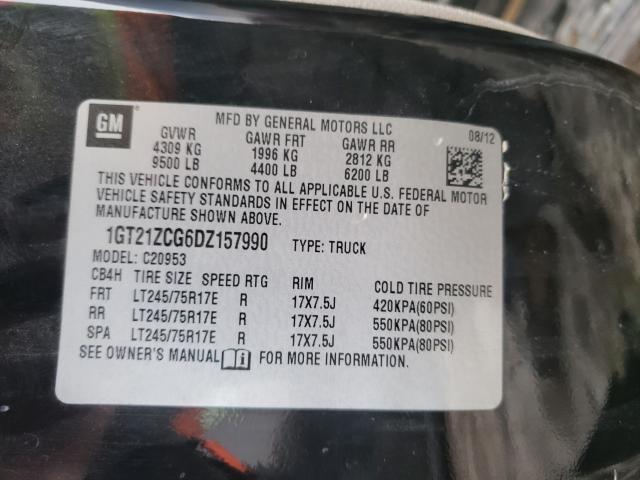 GM
MFD BY GENERAL MOTORS LLC
08/12
GVWR GAWR FRT GAWR RR
4309 KG 1996 KG 2812 KG
9500 LB 4400 LB 6200 LB
THIS VEHICLE CONFORMS TO ALL APPLICABLE U.S. FEDERAL MOTOR
VEHICLE SAFETY STANDARDS IN EFFECT ON THE DATE OF
MANUFACTURE SHOWN ABOVE.
1GT21ZCG6DZ157990 TYPE: TRUCK
MODEL: C20953
CB4H TIRE SIZE SPEED RTG RIM COLD TIRE PRESSURE
FRT LT245/75R17E R 17X7.5J 420KPA(60PSI)
RR LT245/75R17E R 17X7.5J 550KPA(80PSI)
SPA LT245/75R17E R 17X7.5J 550KPA(80PSI)
SEE OWNER'S MANUAL FOR MORE INFORMATION.